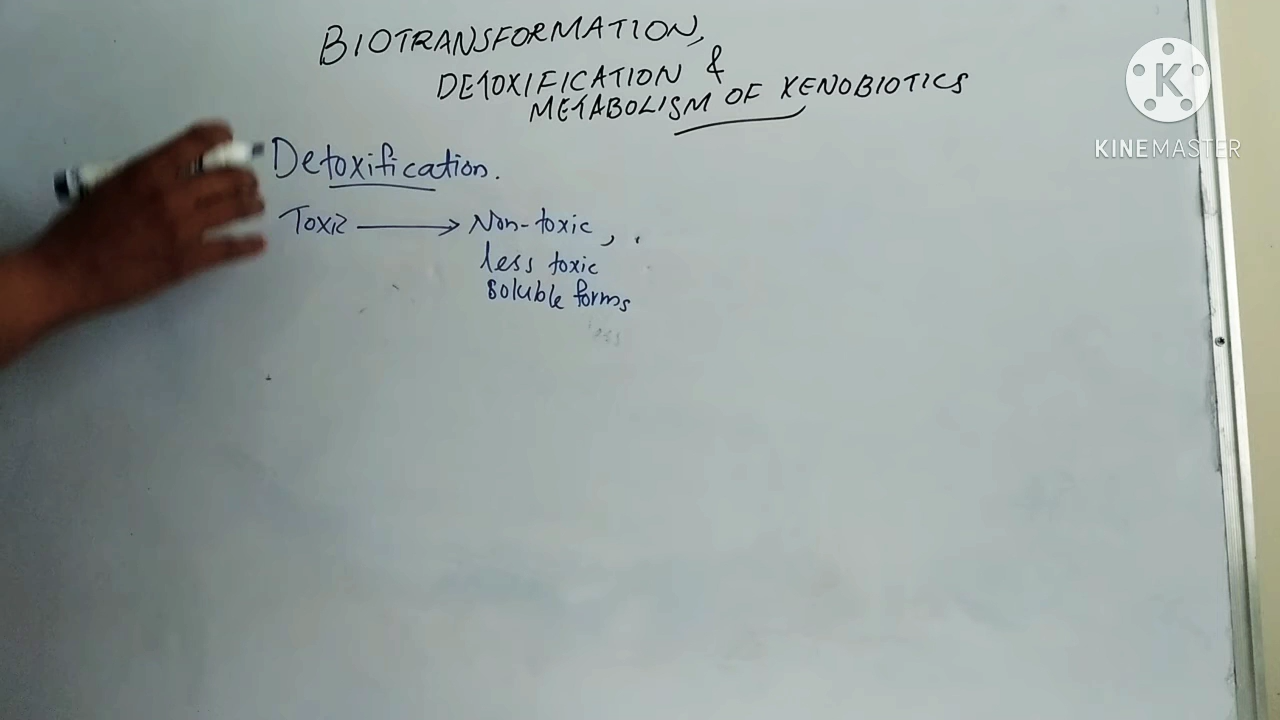 BIOTRANSFORMATION,
DETOXIFICATION &
METABOLISM OF XENOBIOTICS
K
KINEMASTER
Detoxification.
Toxic → Non-toxic,
less toxic
soluble forms